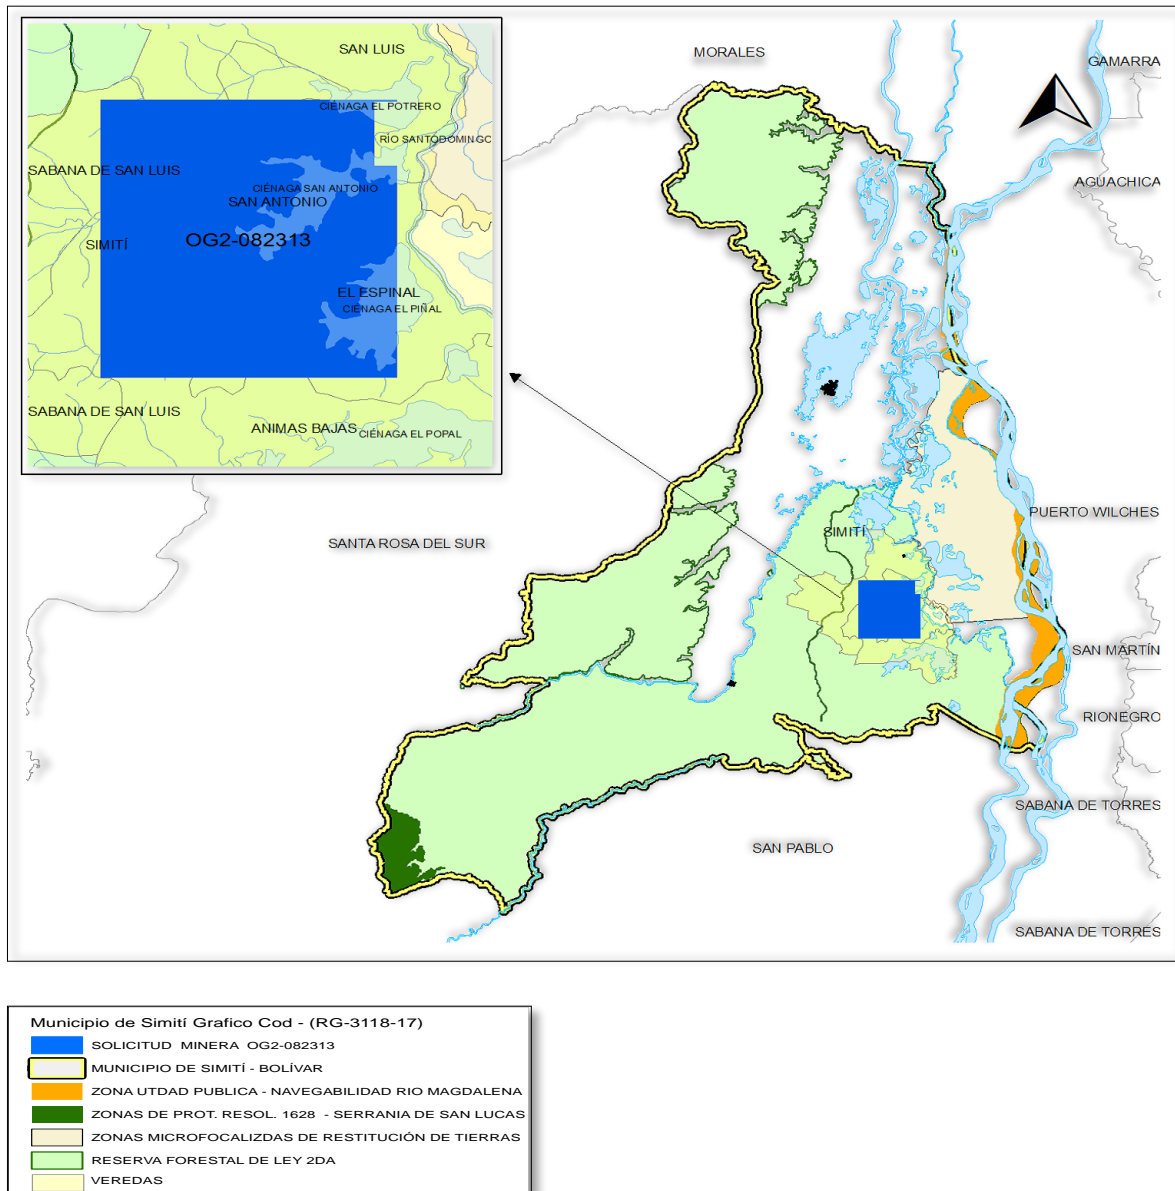 SAN LUIS
CIÉNAGA EL POTRERO
RÍO SANTODOMINGO
SABANA DE SAN LUIS
CIÉNAGA SAN ANTONIO
SAN ANTONIO
SIMITÍ
OG2-082313
EL ESPINAL
CIÉNAGA EL PIÑAL
SABANA DE SAN LUIS
ANIMAS BAJAS
CIÉNAGA EL POPAL
MORALES
GAMARRA
AGUACHICA
PUERTO WILCHES
SIMITÍ
SANTA ROSA DEL SUR
SAN MARTÍN
RIONEGRO
SABANA DE TORRES
SAN PABLO
SABANA DE TORRES
Municipio de Simití Grafico Cod - (RG-3118-17)
SOLICITUD MINERA OG2-082313
MUNICIPIO DE SIMITÍ - BOLÍVAR
ZONA UTDAD PUBLICA - NAVEGABILIDAD RIO MAGDALENA
ZONAS DE PROT. RESOL. 1628 - SERRANIA DE SAN LUCAS
ZONAS MICROFOCALIZDAS DE RESTITUCIÓN DE TIERRAS
RESERVA FORESTAL DE LEY 2DA
VEREDAS